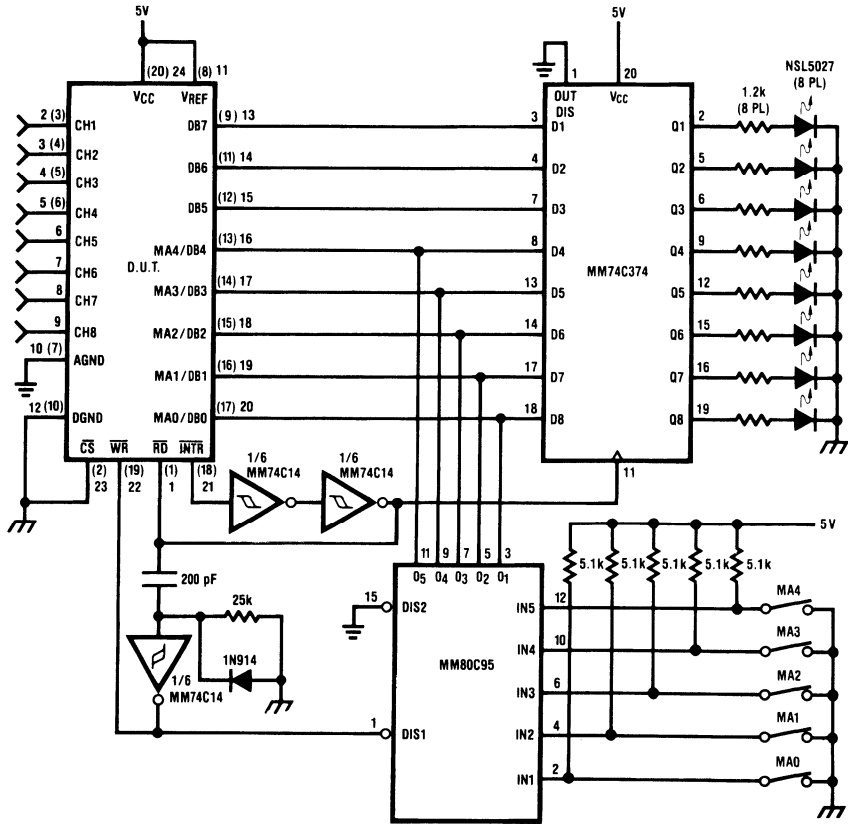 5V
5V
(20) 24 (8) 11
VCC VREF
1 20
OUT DIS
VCC
NSL5027
(8 PL)
1.2k
(8 PL)
2 (3) CH1
3 (4) CH2
4 (5) CH3
5 (6) CH4
6 CH5
7 CH6
8 CH7
9 CH8
10 (7) AGND
12 (10) DGND
D.U.T.
DB7 (9) 13
DB6 (11) 14
DB5 (12) 15
MA4/DB4 (13) 16
MA3/DB3 (14) 17
MA2/DB2 (15) 18
MA1/DB1 (16) 19
MA0/DB0 (17) 20
3 D1
4 D2
7 D3
8 D4
13 D5
14 D6
17 D7
18 D8
MM74C374
Q1 2
Q2 5
Q3 6
Q4 9
Q5 12
Q6 15
Q7 16
Q8 19
11
CS WR RD INTR
(2) (19) (1) (18)
23 22 1 21
1/6
MM74C14
1/6
MM74C14
200 pF
25k
1N914
1/6
MM74C14
11 9 7 5 3
O5 O4 O3 O2 O1
15 DIS2
1 DIS1
MM80C95
IN5 12
IN4 10
IN3 6
IN2 4
IN1 2
5V
5.1k 5.1k 5.1k 5.1k 5.1k
MA4
MA3
MA2
MA1
MA0